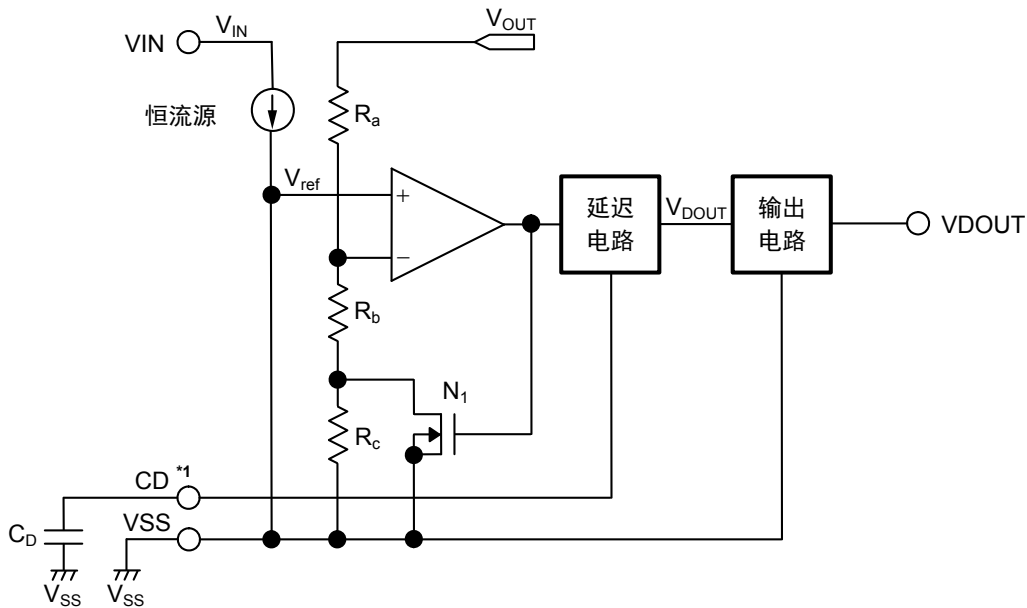 V_OUT
VIN
V_IN
恒流源
R_a
V_ref
+
−
延迟
电路
V_DOUT
输出
电路
VDOUT
R_b
N_1
R_c
CD *1
VSS
C_D
V_SS
V_SS